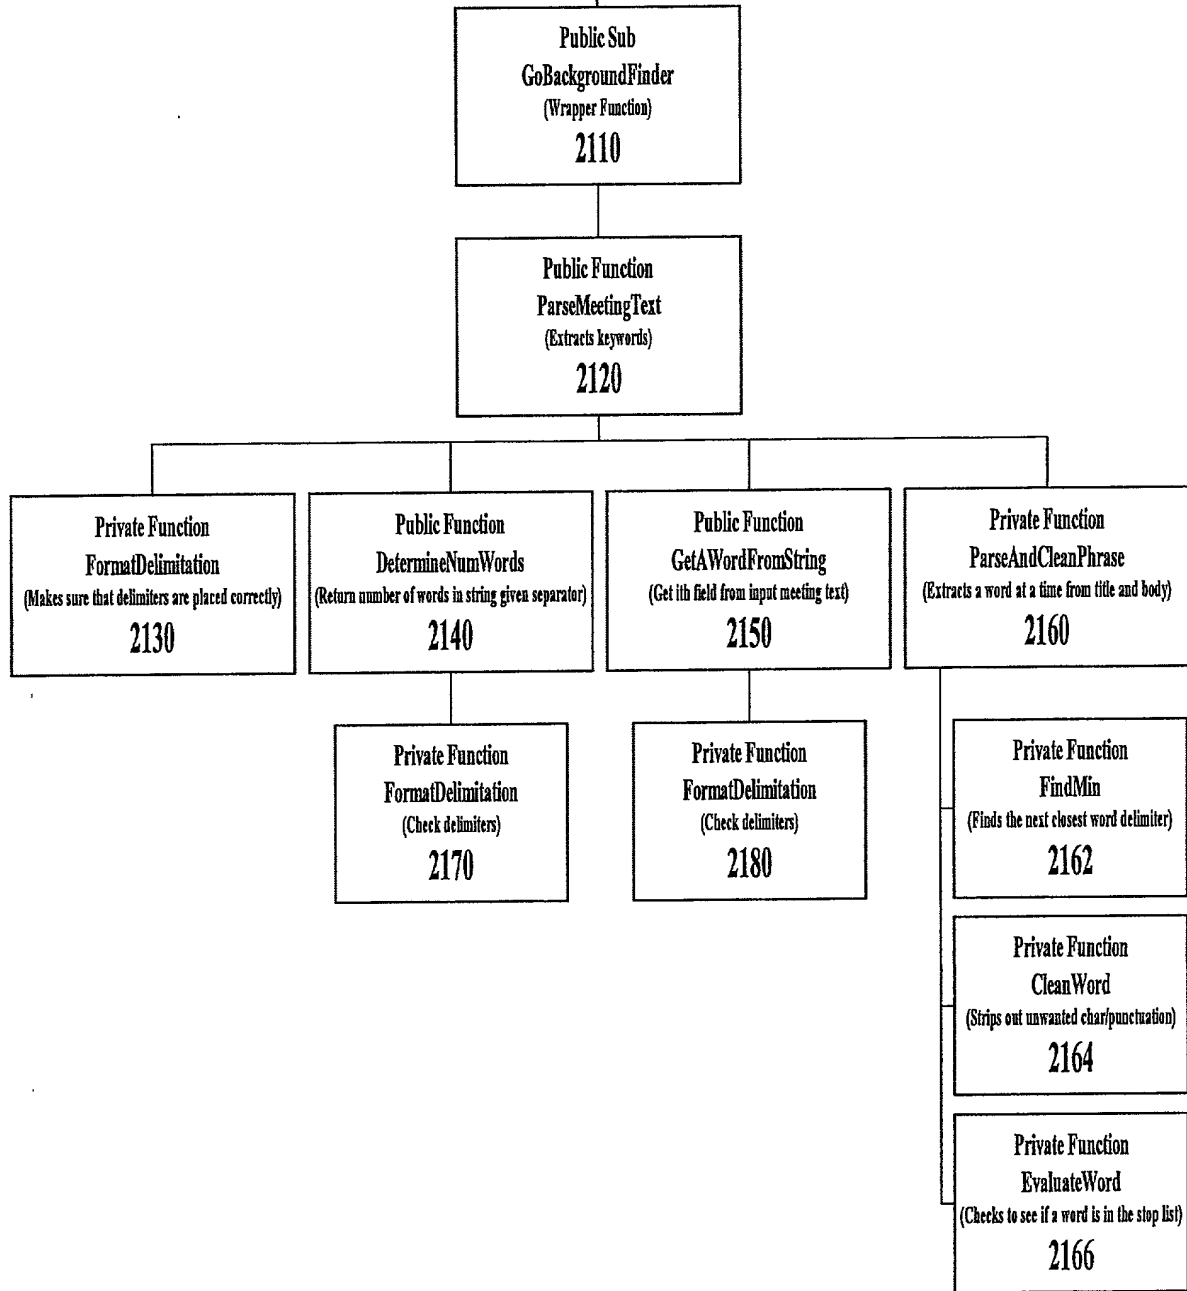 Public Sub
GoBackgroundFinder
(Wrapper Function)
2110
Public Function
ParseMeetingText
(Extracts keywords)
2120
Private Function
FormatDelimitation
(Makes sure that delimiters are placed correctly)
2130
Public Function
DetermineNumWords
(Return number of words in string given separator)
2140
Public Function
GetAWordFromString
(Get ith field from input meeting text)
2150
Private Function
ParseAndCleanPhrase
(Extracts a word at a time from title and body)
2160
Private Function
FormatDelimitation
(Check delimiters)
2170
Private Function
FormatDelimitation
(Check delimiters)
2180
Private Function
FindMin
(Finds the next closest word delimiter)
2162
Private Function
CleanWord
(Strips out unwanted char/punctuation)
2164
Private Function
EvaluateWord
(Checks to see if a word is in the stop list)
2166